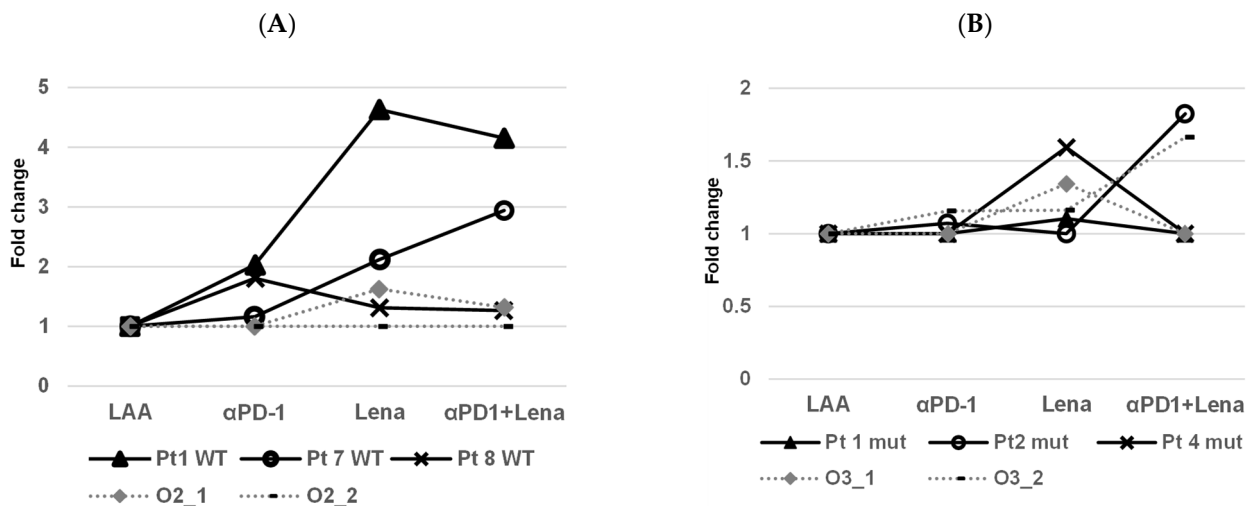 (A)
Fold change
5
4
3
2
1
0
LAA αPD-1 Lena αPD1+Lena
Pt1 WT Pt 7 WT Pt 8 WT
O2_1 O2_2
(B)
Fold change
2
1.5
1
0.5
0
LAA αPD-1 Lena αPD1+Lena
Pt 1 mut Pt2 mut Pt 4 mut
O3_1 O3_2